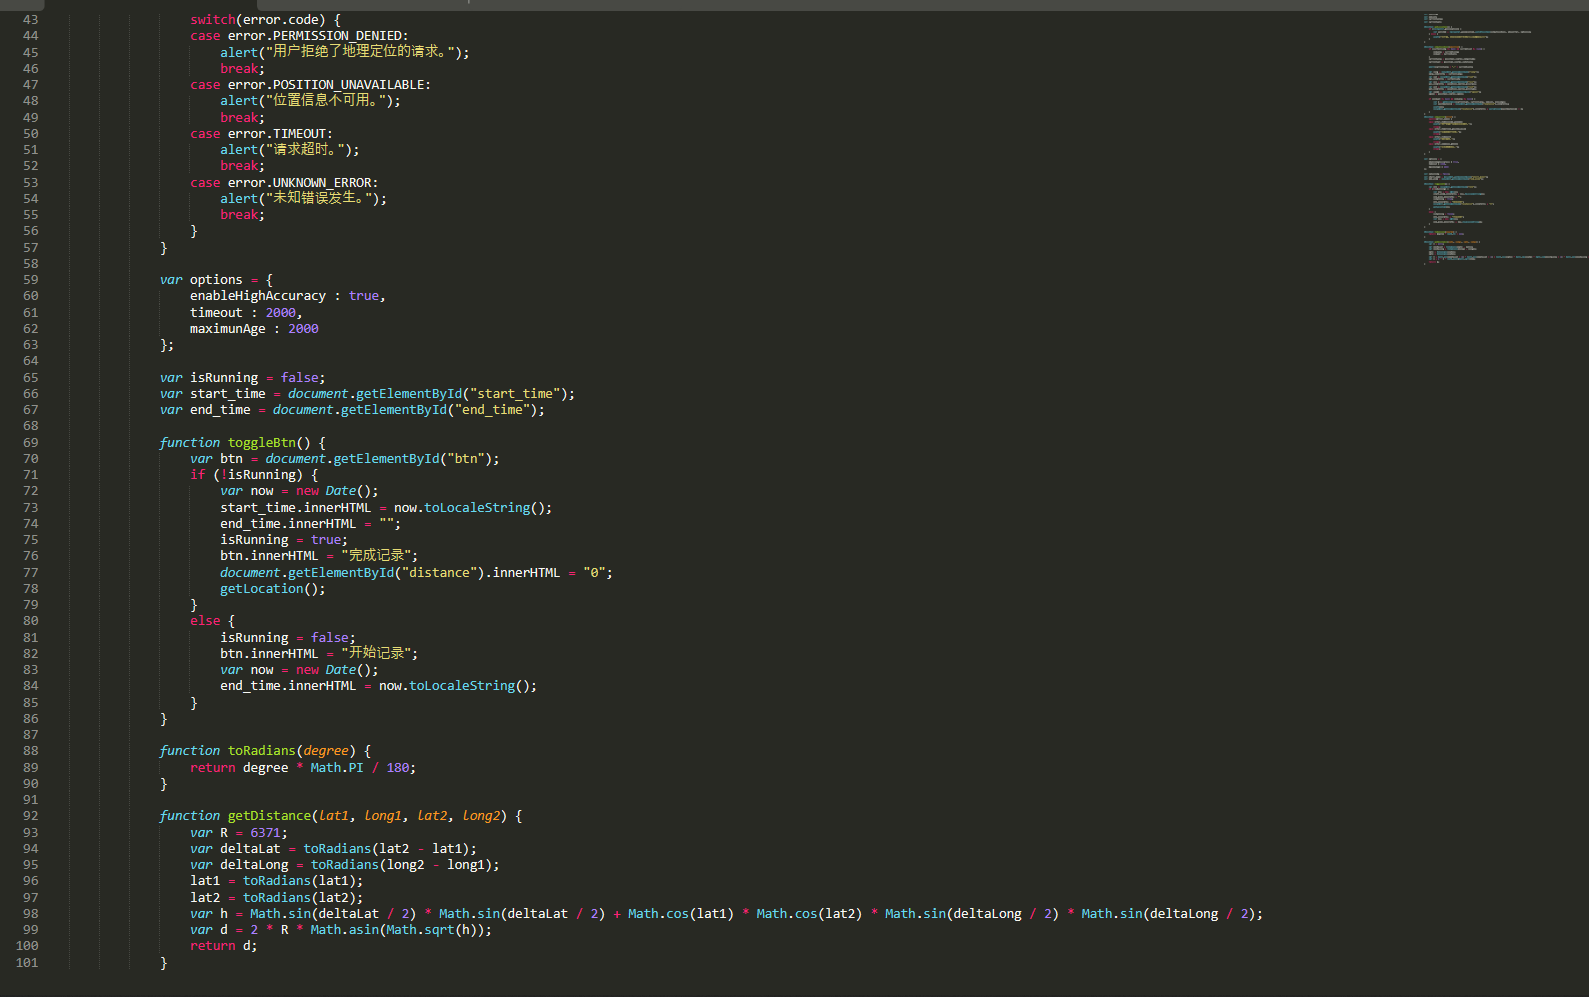 43 switch(error.code) {
44 case error.PERMISSION_DENIED:
45 alert("用户拒绝了地理定位的请求。");
46 break;
47 case error.POSITION_UNAVAILABLE:
48 alert("位置信息不可用。");
49 break;
50 case error.TIMEOUT:
51 alert("请求超时。");
52 break;
53 case error.UNKNOWN_ERROR:
54 alert("未知错误发生。");
55 break;
56 }
57 }
58
59 var options = {
60 enableHighAccuracy : true,
61 timeout : 2000,
62 maximunAge : 2000
63 };
64
65 var isRunning = false;
66 var start_time = document.getElementById("start_time");
67 var end_time = document.getElementById("end_time");
68
69 function toggleBtn() {
70 var btn = document.getElementById("btn");
71 if (!isRunning) {
72 var now = new Date();
73 start_time.innerHTML = now.toLocaleString();
74 end_time.innerHTML = "";
75 isRunning = true;
76 btn.innerHTML = "完成记录";
77 document.getElementById("distance").innerHTML = "0";
78 getLocation();
79 }
80 else {
81 isRunning = false;
82 btn.innerHTML = "开始记录";
83 var now = new Date();
84 end_time.innerHTML = now.toLocaleString();
85 }
86 }
87
88 function toRadians(degree) {
89 return degree * Math.PI / 180;
90 }
91
92 function getDistance(lat1, long1, lat2, long2) {
93 var R = 6371;
94 var deltaLat = toRadians(lat2 - lat1);
95 var deltaLong = toRadians(long2 - long1);
96 lat1 = toRadians(lat1);
97 lat2 = toRadians(lat2);
98 var h = Math.sin(deltaLat / 2) * Math.sin(deltaLat / 2) + Math.cos(lat1) * Math.cos(lat2) * Math.sin(deltaLong / 2) * Math.sin(deltaLong / 2);
99 var d = 2 * R * Math.asin(Math.sqrt(h));
100 return d;
101 }